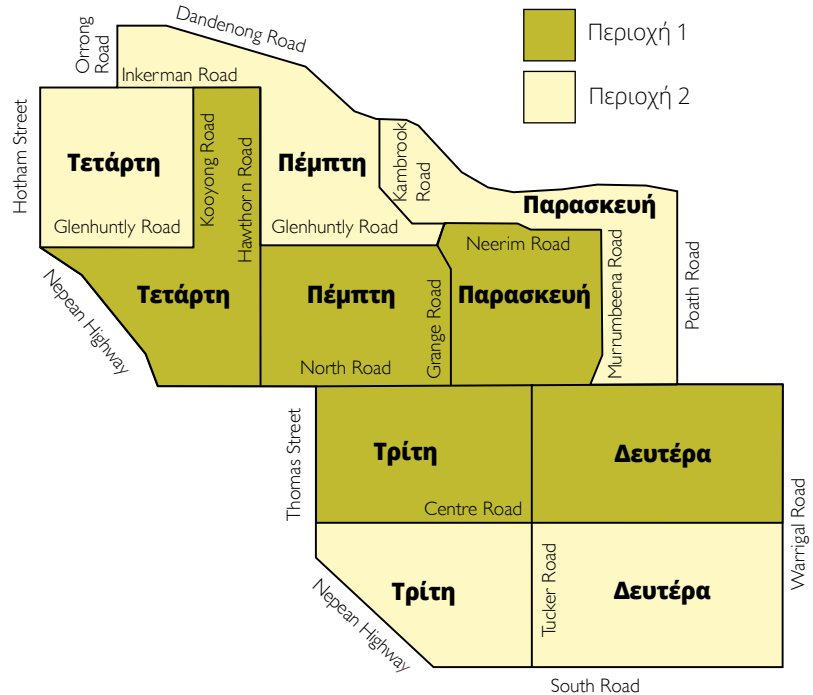 Dandenong Road
Orrong
Road
Περιοχή 1
Inkerman Road
Περιοχή 2
Hotham Street
Τετάρτη
Kooyong Road
Hawthorn Road
Πέμπτη
Kambrook
Road
Παρασκευή
Glenhuntly Road
Glenhuntly Road
Neerim Road
Nepean Highway
Τετάρτη
Πέμπτη
Grange Road
Παρασκευή
Murrumbeena Road
Poath Road
North Road
Thomas Street
Τρίτη
Δευτέρα
Centre Road
Warrigal Road
Nepean Highway
Τρίτη
Tucker Road
Δευτέρα
South Road